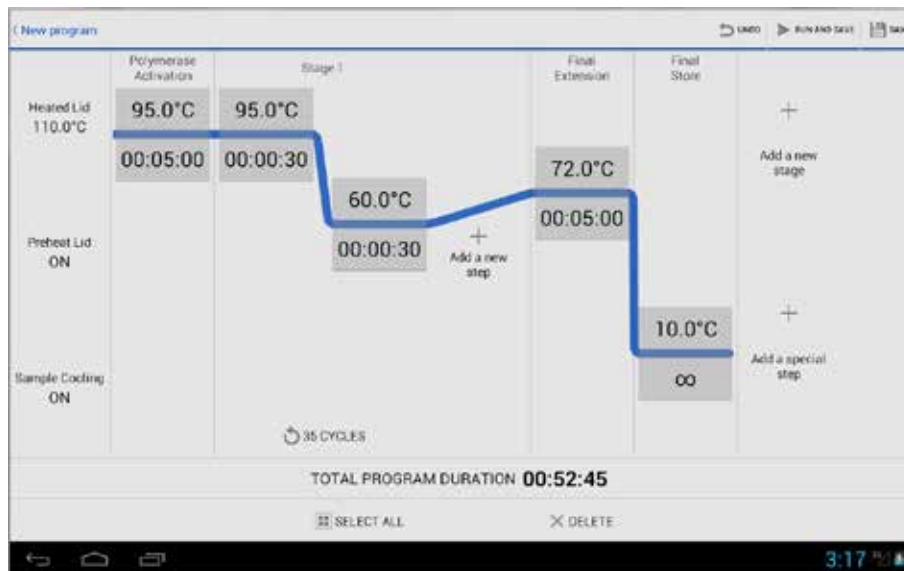 New program
UNDO
RUN AND SAVE
Polymerase
Activation
Stage 1
Final
Extension
Final
Store
Heated Lid
110.0°C
95.0°C
00:05:00
95.0°C
00:00:30
60.0°C
00:00:30
+
Add a new
step
72.0°C
00:05:00
10.0°C
∞
+
Add a new
stage
+
Add a special
step
Preheat Lid
ON
Sample Cooling
ON
35 CYCLES
TOTAL PROGRAM DURATION 00:52:45
SELECT ALL
DELETE
3:17